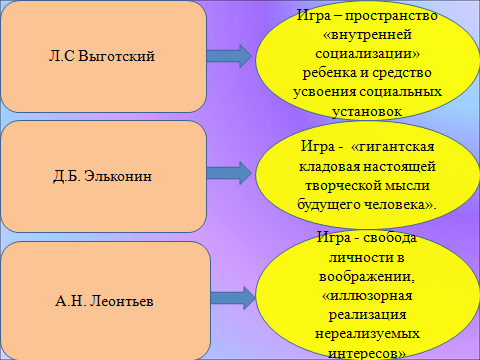 Л.С Выготский
Игра – пространство
«внутренней
социализации»
ребенка и средство
усвоения социальных
установок
Д.Б. Эльконин
Игра - «гигантская
кладовая настоящей
творческой мысли
будущего человека».
А.Н. Леонтьев
Игра - свобода
личности в
воображении,
«иллюзорная
реализация
нереализуемых
интересов»